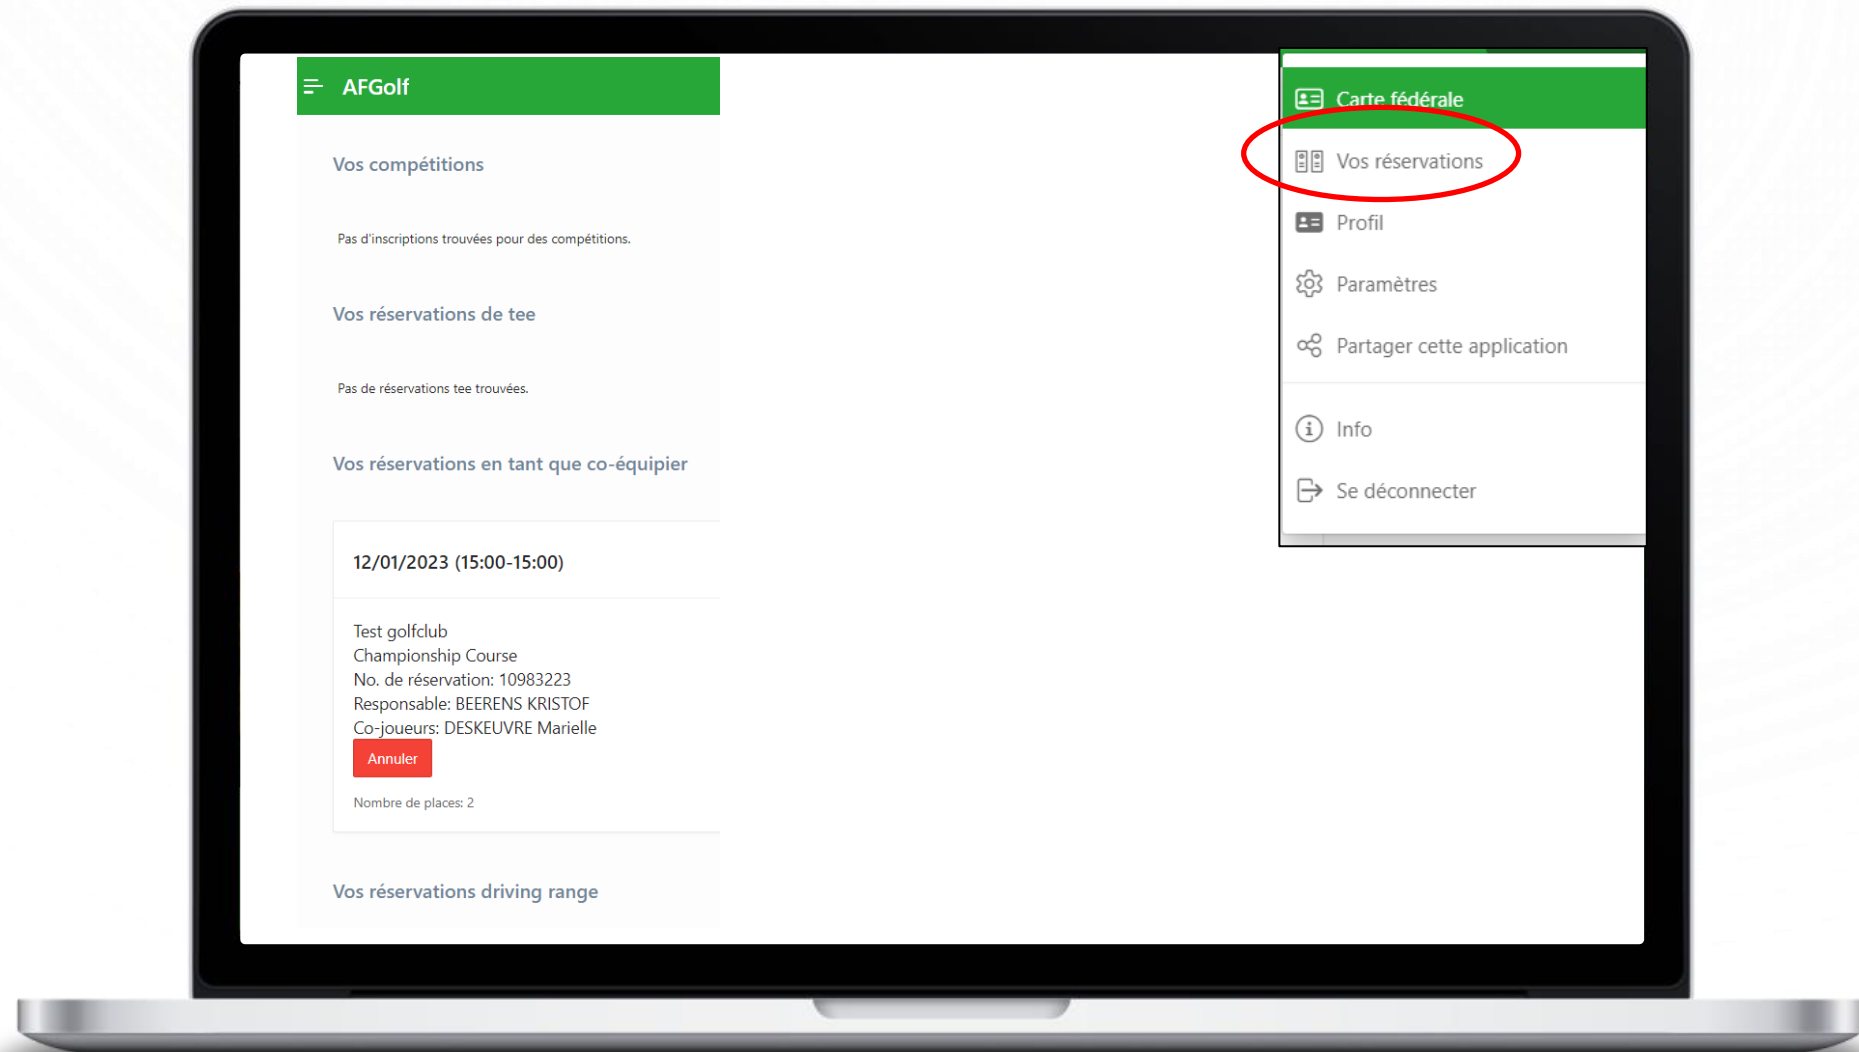 AFGolf
Vos compétitions
Pas d'inscriptions trouvées pour des compétitions.
Vos réservations de tee
Pas de réservations tee trouvées.
Vos réservations en tant que co-équipier
12/01/2023 (15:00-15:00)
Test golfclub
Championship Course
No. de réservation: 10983223
Responsable: BEERENS KRISTOF
Co-joueurs: DESKEUVRE Marielle
Annuler
Nombre de places: 2
Vos réservations driving range
Carte fédérale
Vos réservations
Profil
Paramètres
Partager cette application
Info
Se déconnecter